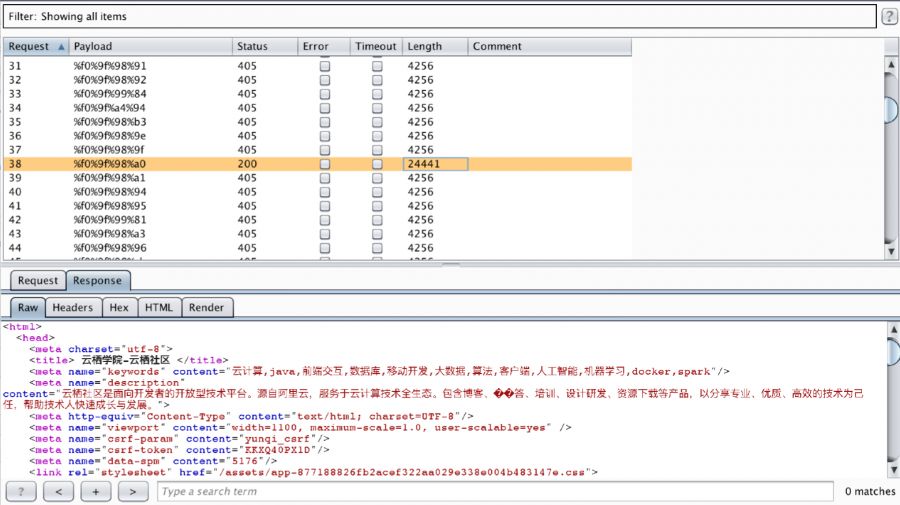 Filter: Showing all items
?
Request Payload Status Error Timeout Length Comment
31 %f0%9f%98%91 405 4256
32 %f0%9f%98%92 405 4256
33 %f0%9f%99%84 405 4256
34 %f0%9f%a4%94 405 4256
35 %f0%9f%98%b3 405 4256
36 %f0%9f%98%9e 405 4256
37 %f0%9f%98%9f 405 4256
38 %f0%9f%98%a0 200 24441
39 %f0%9f%98%a1 405 4256
40 %f0%9f%98%94 405 4256
41 %f0%9f%98%95 405 4256
42 %f0%9f%99%81 405 4256
43 %f0%9f%98%a3 405 4256
44 %f0%9f%98%96 405 4256
Request Response
Raw Headers Hex HTML Render
<html>
<head>
<meta charset="utf-8">
<title> 云栖学院-云栖社区 </title>
<meta name="keywords" content="云计算,java,前端交互,数据库,移动开发,大数据,算法,客户端,人工智能,机器学习,docker,spark"/>
<meta name="description"
content="云栖社区是面向开发者的开放型技术平台。源自阿里云，服务于云计算技术全生态。包含博客、��答、培训、设计研发、资源下载等产品，以分享专业、优质、高效的技术为己
任，帮助技术人快速成长与发展。">
<meta http-equiv="Content-Type" content="text/html; charset=UTF-8"/>
<meta name="viewport" content="width=1100, maximum-scale=1.0, user-scalable=yes" />
<meta name="csrf-param" content="yunqi_csrf"/>
<meta name="csrf-token" content="KKXQ40PX1D"/>
<meta name="data-spm" content="5176"/>
<link rel="stylesheet" href="/assets/app-877188826fb2acef322aa029e338e004b483147e.css">
? < + > Type a search term 0 matches